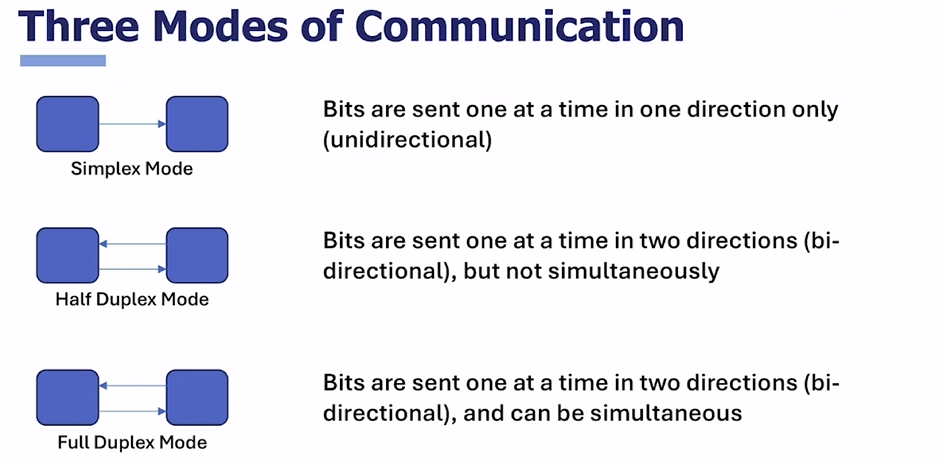 Three Modes of Communication
Bits are sent one at a time in one direction only
(unidirectional)
Simplex Mode
Bits are sent one at a time in two directions (bi-
directional), but not simultaneously
Half Duplex Mode
Bits are sent one at a time in two directions (bi-
directional), and can be simultaneous
Full Duplex Mode